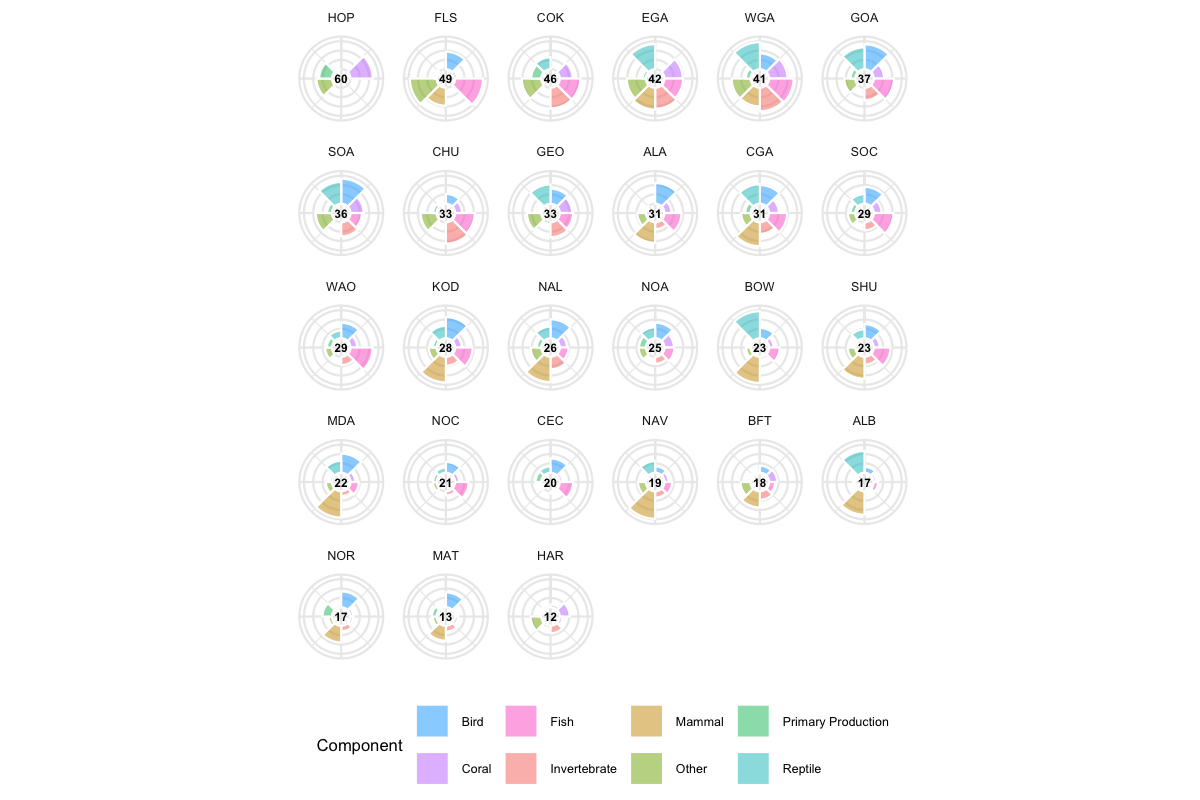 HOP FLS COK EGA WGA GOA
60 49 46 42 41 37
SOA CHU GEO ALA CGA SOC
36 33 33 31 31 29
WAO KOD NAL NOA BOW SHU
29 28 26 25 23 23
MDA NOC CEC NAV BFT ALB
22 21 20 19 18 17
NOR MAT HAR
17 13 12
Bird Fish Mammal Primary Production
Component
Coral Invertebrate Other Reptile